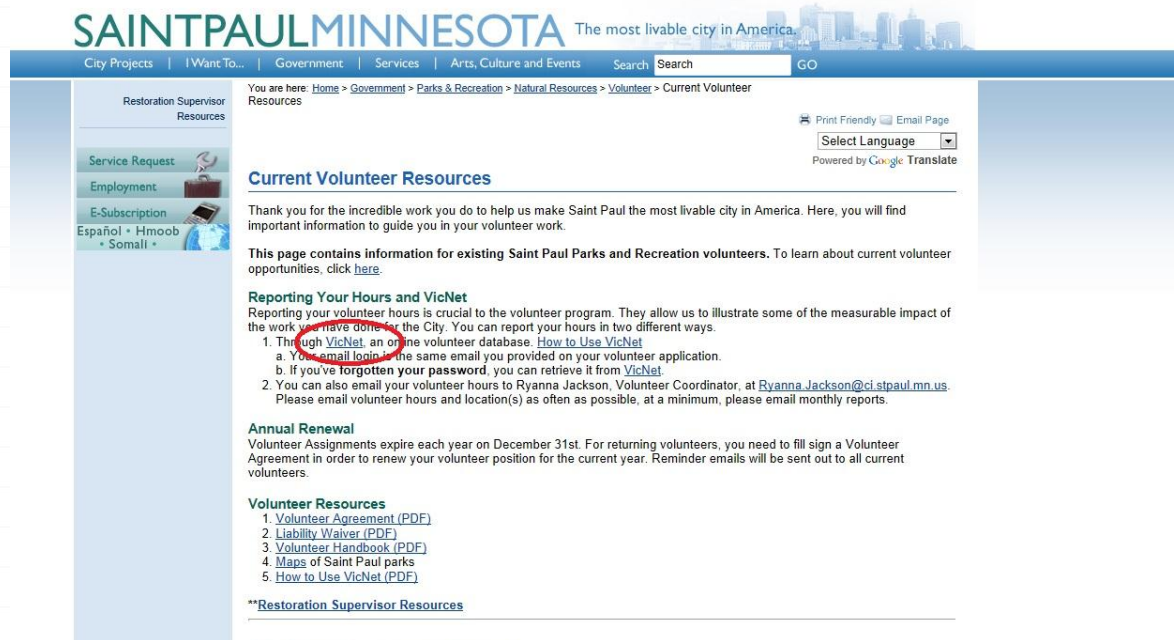 SAINTPAULMINNESOTA The most livable city in America.
City Projects | I Want To... | Government | Services | Arts, Culture and Events Search Search GO
Restoration Supervisor
Resources
Service Request
Employment
E-Subscription
Español • Hmoob
• Somali •
You are here: Home > Government > Parks & Recreation > Natural Resources > Volunteer > Current Volunteer
Resources
Print Friendly Email Page
Select Language
Powered by Google Translate
Current Volunteer Resources
Thank you for the incredible work you do to help us make Saint Paul the most livable city in America. Here, you will find
important information to guide you in your volunteer work.
This page contains information for existing Saint Paul Parks and Recreation volunteers. To learn about current volunteer
opportunities, click here.
Reporting Your Hours and VicNet
Reporting your volunteer hours is crucial to the volunteer program. They allow us to illustrate some of the measurable impact of
the work you have done for the City. You can report your hours in two different ways.
1. Through VicNet, an online volunteer database. How to Use VicNet
a. Your email login is the same email you provided on your volunteer application.
b. If you've forgotten your password, you can retrieve it from VicNet.
2. You can also email your volunteer hours to Ryanna Jackson, Volunteer Coordinator, at Ryanna.Jackson@ci.stpaul.mn.us.
Please email volunteer hours and location(s) as often as possible, at a minimum, please email monthly reports.
Annual Renewal
Volunteer Assignments expire each year on December 31st. For returning volunteers, you need to fill sign a Volunteer
Agreement in order to renew your volunteer position for the current year. Reminder emails will be sent out to all current
volunteers.
Volunteer Resources
1. Volunteer Agreement (PDF)
2. Liability Waiver (PDF)
3. Volunteer Handbook (PDF)
4. Maps of Saint Paul parks
5. How to Use VicNet (PDF)
**Restoration Supervisor Resources